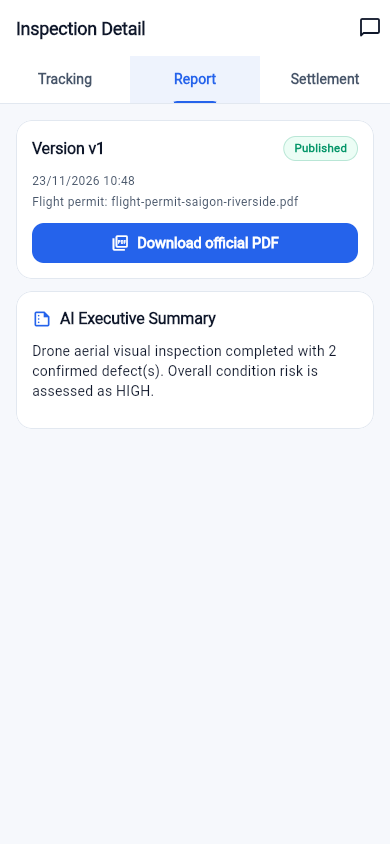 Inspection Detail
Tracking
Report
Settlement
Version v1
Published
23/11/2026 10:48
Flight permit: flight-permit-saigon-riverside.pdf
Download official PDF
AI Executive Summary
Drone aerial visual inspection completed with 2
confirmed defect(s). Overall condition risk is
assessed as HIGH.